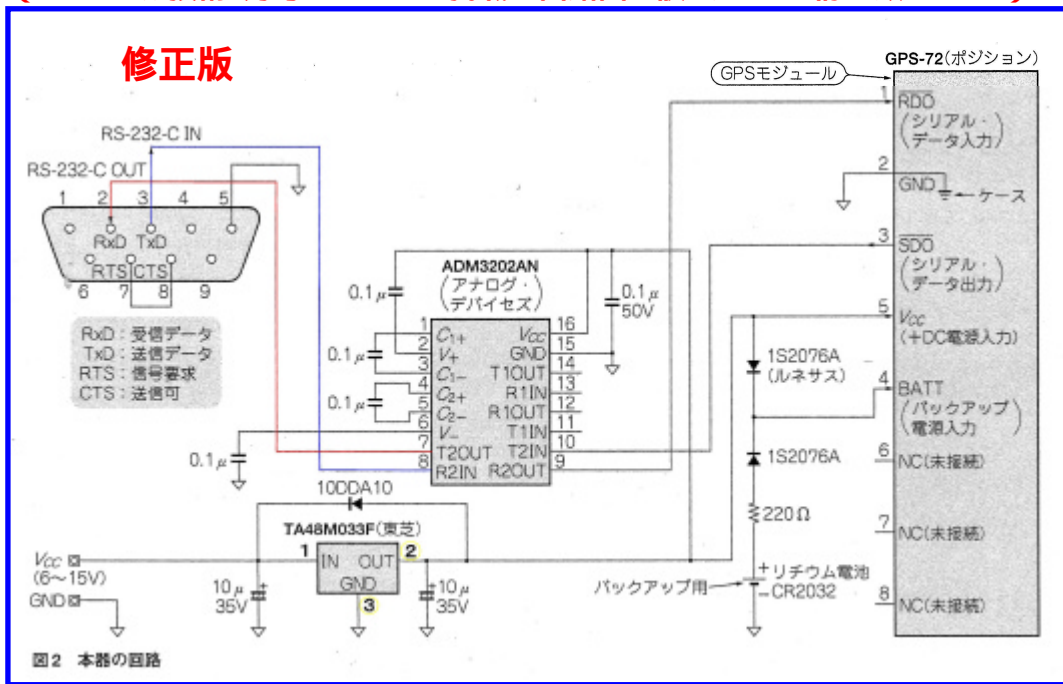 修正版
GPS-72(ポジション)
GPSモジュール
RS-232-C IN
RS-232-C OUT
1 2 3 4 5
RxD TxD
RTS CTS
6 7 8 9
RxD：受信データ
TxD：送信データ
RTS：信号要求
CTS：送信可
ADM3202AN
(アナログ・
デバイセズ)
0.1μ
0.1μ
0.1μ
0.1μ
0.1μ
50V
1 C1+
2 V+
3 C1-
4 C2+
5 C2-
6 V-
7 T2OUT
8 R2IN
VCC 16
GND 15
T1OUT 14
R1IN 13
R1OUT 12
T1IN 11
T2IN 10
R2OUT 9
10DDA10
TA48M033F(東芝)
1 IN OUT 2
GND
3
VCC
(6〜15V)
GND
10μ
35V
10μ
35V
1S2076A
(ルネサス)
1S2076A
220Ω
バックアップ用
+リチウム電池
−CR2032
1 RDO
(シリアル・
データ入力)
2
GND
ケース
3 SDO
(シリアル・
データ出力)
5 VCC
(+DC電源入力)
4 BATT
(バックアップ
電源入力)
6 NC(未接続)
7 NC(未接続)
8 NC(未接続)
図2 本器の回路